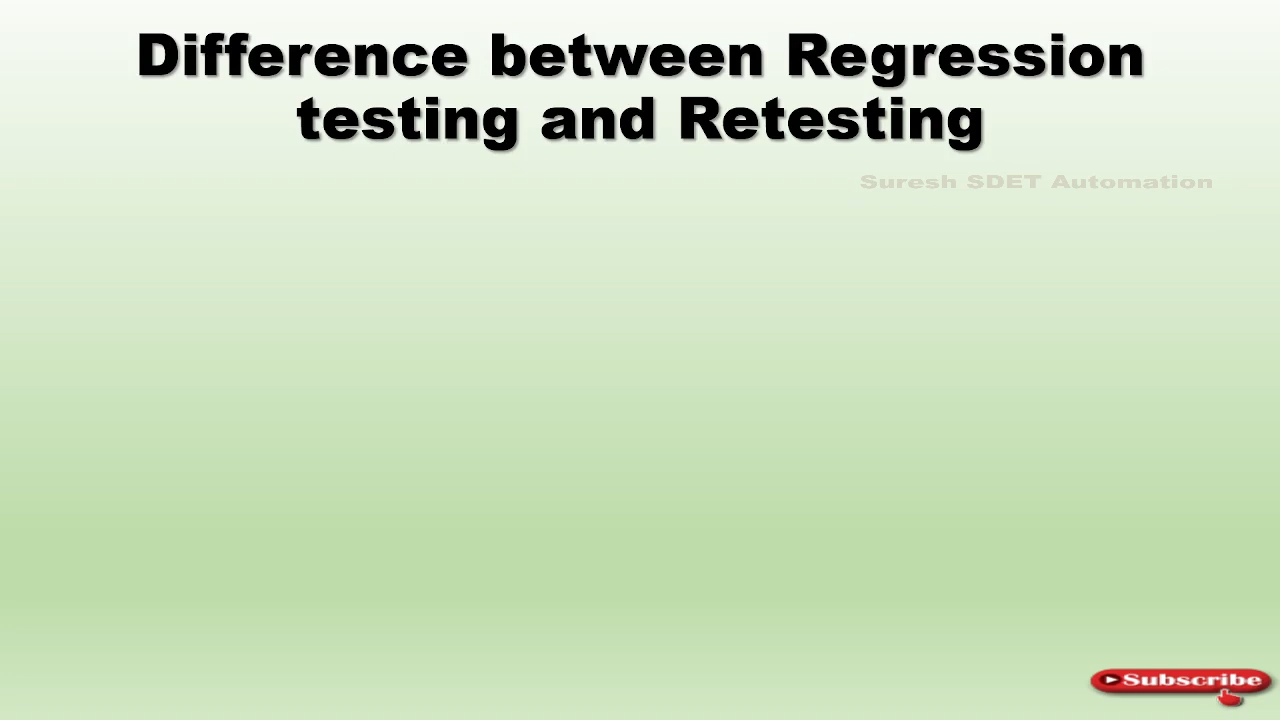 Difference between Regression
testing and Retesting
Suresh SDET Automation
Subscribe